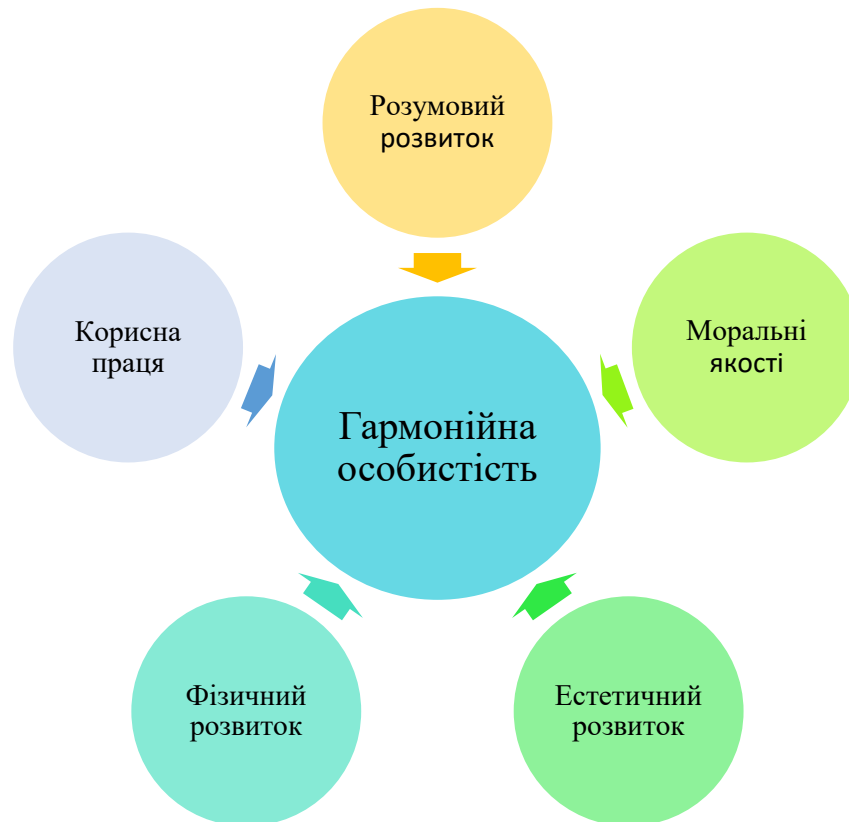 Розумовий
розвиток
Корисна
праця
Моральні
якості
Гармонійна
особистість
Фізичний
розвиток
Естетичний
розвиток